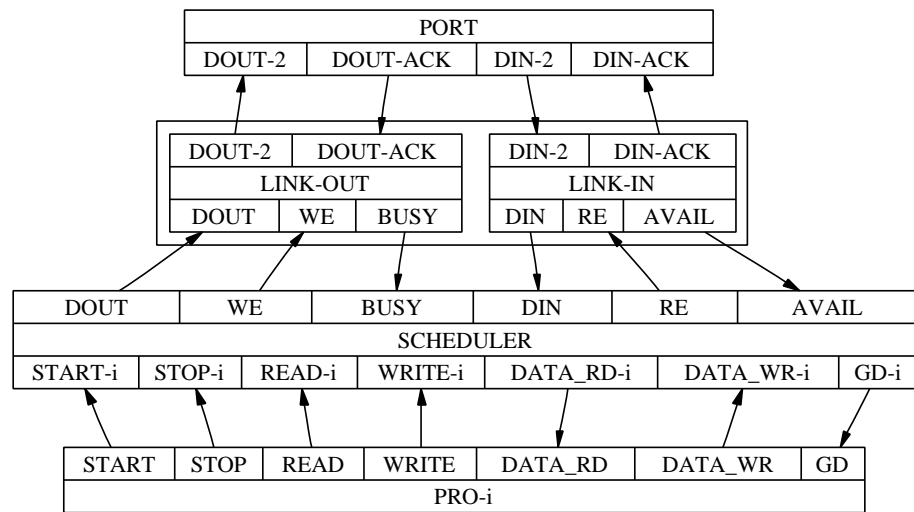 PORT
DOUT-2 DOUT-ACK DIN-2 DIN-ACK
DOUT-2 DOUT-ACK DIN-2 DIN-ACK
LINK-OUT LINK-IN
DOUT WE BUSY DIN RE AVAIL
DOUT WE BUSY DIN RE AVAIL
SCHEDULER
START-i STOP-i READ-i WRITE-i DATA_RD-i DATA_WR-i GD-i
START STOP READ WRITE DATA_RD DATA_WR GD
PRO-i